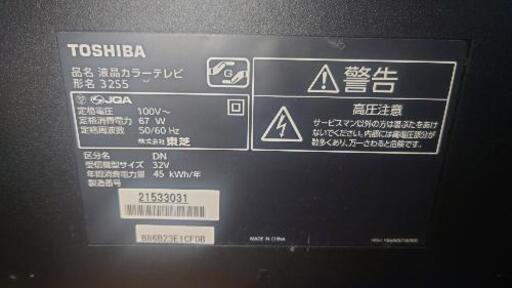 TOSHIBA
品名 液晶カラーテレビ
形名 32S5
JQA
定格電圧 100V～
定格消費電力 67 W
定格周波数 50/60 Hz
株式会社 東芝
区分名 DN
受信機型サイズ 32V
年間消費電力量 45 kWh/年
製造番号
21533031
B86B23E1CF0B
G
警告
高圧注意
サービスマン以外の方は裏ぶたをあけ
ないでください。内部には高電圧部分が
数多くあり、万一さわると危険です。
MADE IN CHINA